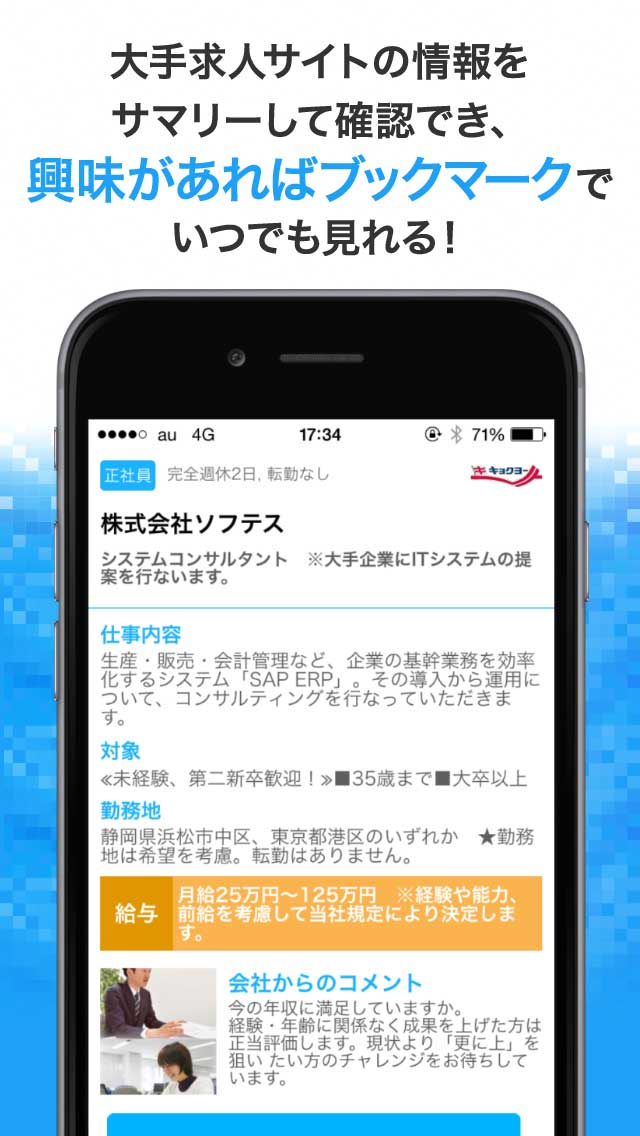 大手求人サイトの情報を
サマリーして確認でき、
興味があればブックマークで
いつでも見れる!
au 4G 17:34 71%
正社員 完全週休2日, 転勤なし キョクヨー
株式会社ソフテス
システムコンサルタント ※大手企業にITシステムの提
案を行ないます。
仕事内容
生産・販売・会計管理など、企業の基幹業務を効率
化するシステム「SAP ERP」。その導入から運用に
ついて、コンサルティングを行なっていただきま
す。
対象
≪未経験、第二新卒歓迎！≫■35歳まで■大卒以上
勤務地
静岡県浜松市中区、東京都港区のいずれか ★勤務
地は希望を考慮。転勤はありません。
給与
月給25万円〜125万円 ※経験や能力、
前給を考慮して当社規定により決定しま
す。
会社からのコメント
今の年収に満足していますか。
経験・年齢に関係なく成果を上げた方は
正当評価します。現状より「更に上」を
狙い たい方のチャレンジをお待ちして
います。